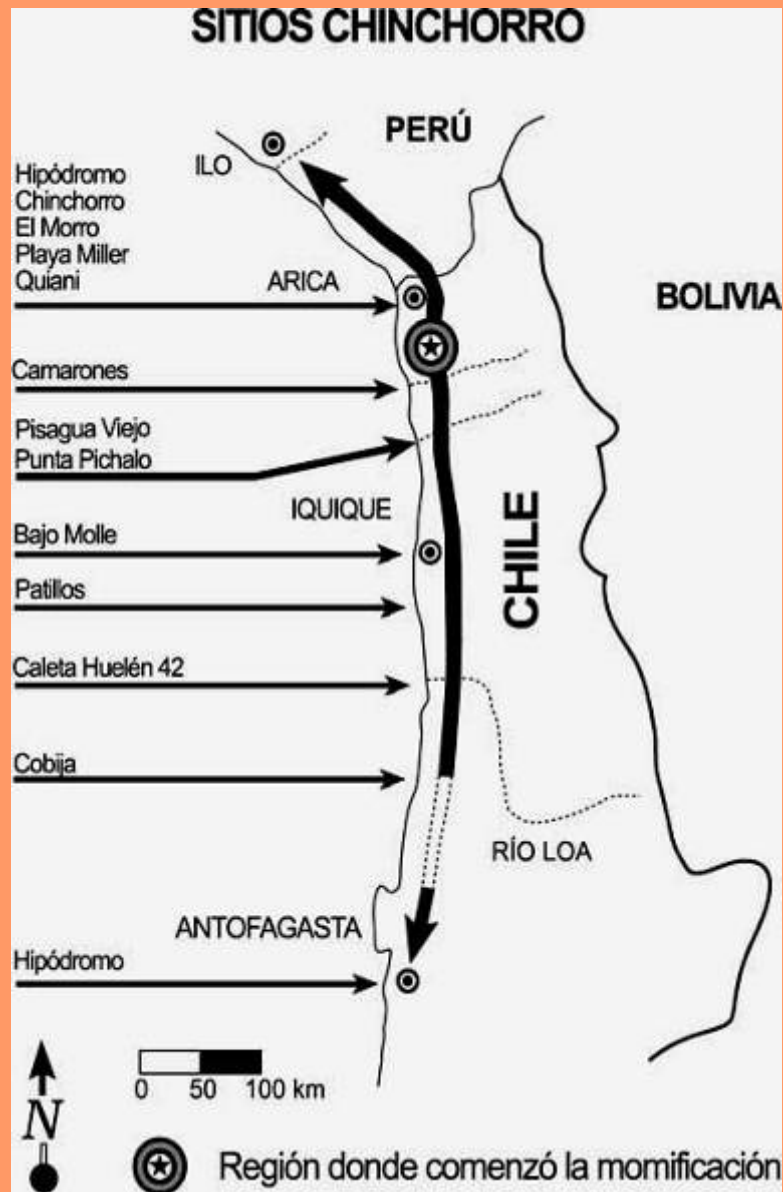 SITIOS CHINCHORRO
PERÚ
ILO
Hipódromo
Chinchorro
El Morro
Playa Miller
Quiani
ARICA
BOLIVIA
Camarones
Pisagua Viejo
Punta Pichalo
IQUIQUE
CHILE
Bajo Molle
Patillos
Caleta Huelén 42
Cobija
RÍO LOA
ANTOFAGASTA
Hipódromo
0 50 100 km
N
Región donde comenzó la momificación